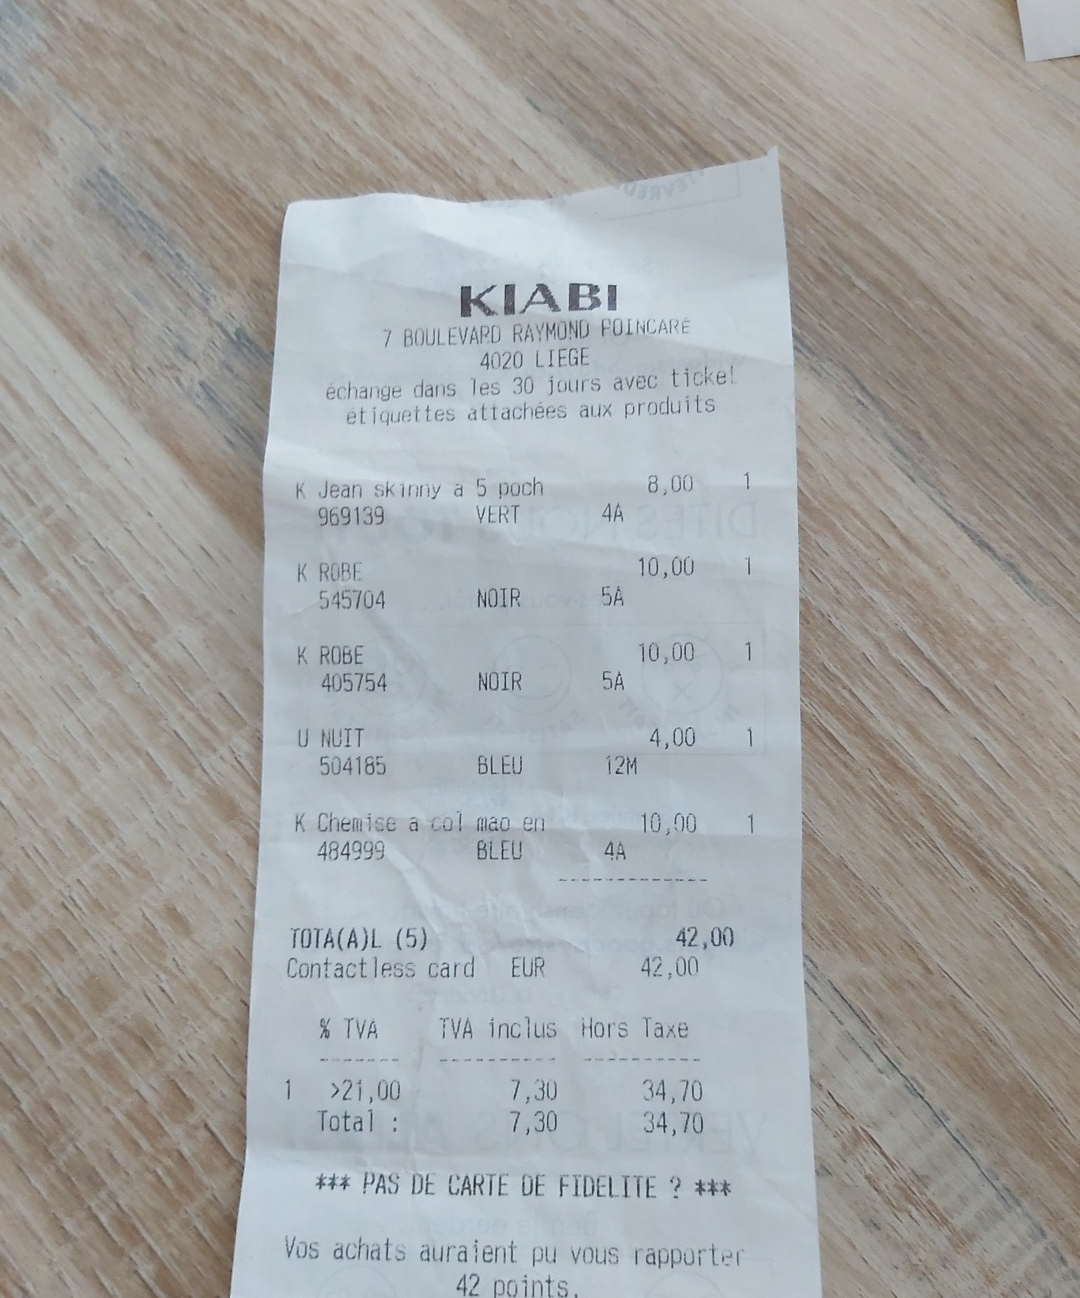 KIABI
7 BOULEVARD RAYMOND POINCARÉ
4020 LIEGE
échange dans les 30 jours avec ticket
étiquettes attachées aux produits
K Jean skinny a 5 poch 8,00 1
969139 VERT 4A
K ROBE 10,00 1
545704 NOIR 5A
K ROBE 10,00 1
405754 NOIR 5A
U NUIT 4,00 1
504185 BLEU 12M
K Chemise a col mao en 10,00 1
484999 BLEU 4A
------------
TOTA(A)L (5) 42,00
Contactless card EUR 42,00
% TVA TVA inclus Hors Taxe
------- ---------- ----------
1 >21,00 7,30 34,70
Total : 7,30 34,70
*** PAS DE CARTE DE FIDELITE ? ***
Vos achats auraient pu vous rapporter
42 points.